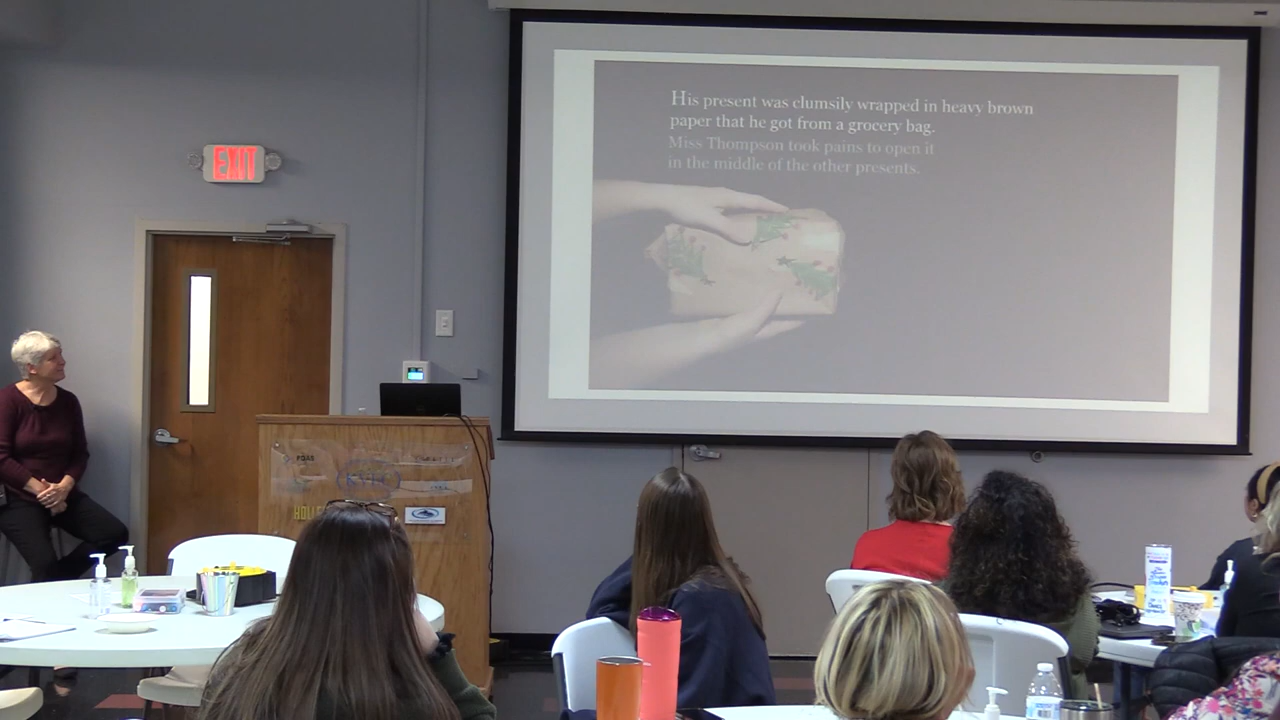 His present was clumsily wrapped in heavy brown
paper that he got from a grocery bag.
Miss Thompson took pains to open it
in the middle of the other presents.
EXIT
KVEC